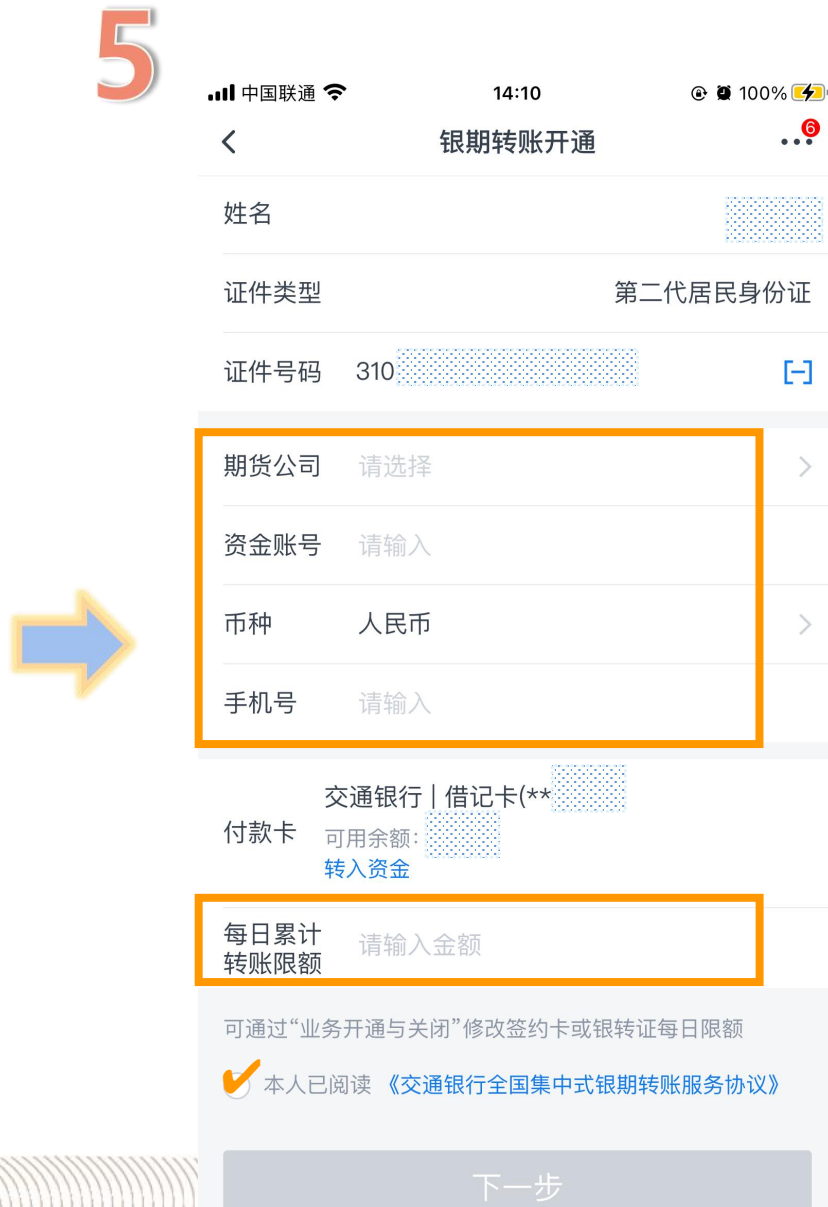 5
中国联通 14:10 100%
银期转账开通 6
姓名
证件类型 第二代居民身份证
证件号码 310
期货公司 请选择
资金账号 请输入
币种 人民币
手机号 请输入
交通银行 | 借记卡(**
付款卡 可用余额:
转入资金
每日累计
转账限额 请输入金额
可通过“业务开通与关闭”修改签约卡或银转证每日限额
本人已阅读 《交通银行全国集中式银期转账服务协议》
下一步